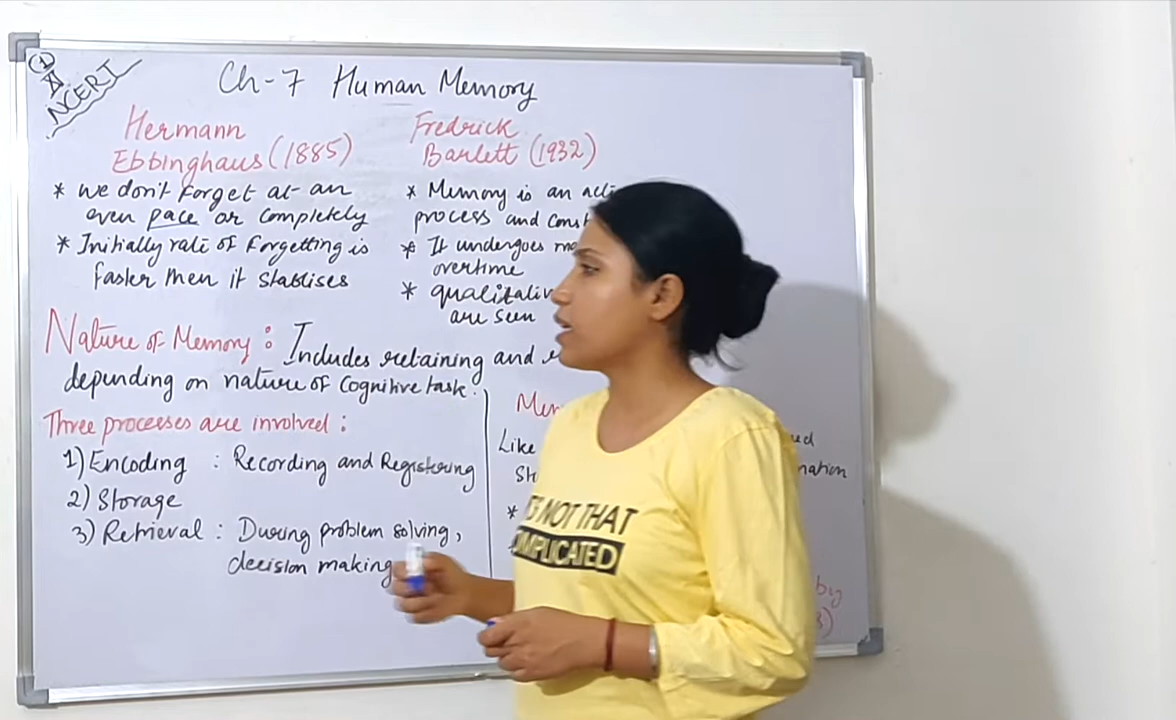 1
XI
NCERT
Ch-7 Human Memory
Hermann
Ebbinghaus (1885)
* we don't forget at an
even pace or completely
* Initially rate of forgetting is
faster then it stablises
Fredrick
Barlett (1932)
* Memory is an
process and
* It undergoes
overtime
*
are seen
Nature of Memory : Includes retaining and
depending on nature of Cognitive task.
Three processes are involved :
1) Encoding : Recording and Registering
2) Storage
3) Retrieval : During problem solving,
decision making
Like
*
by
IT'S NOT THAT
COMPLICATED